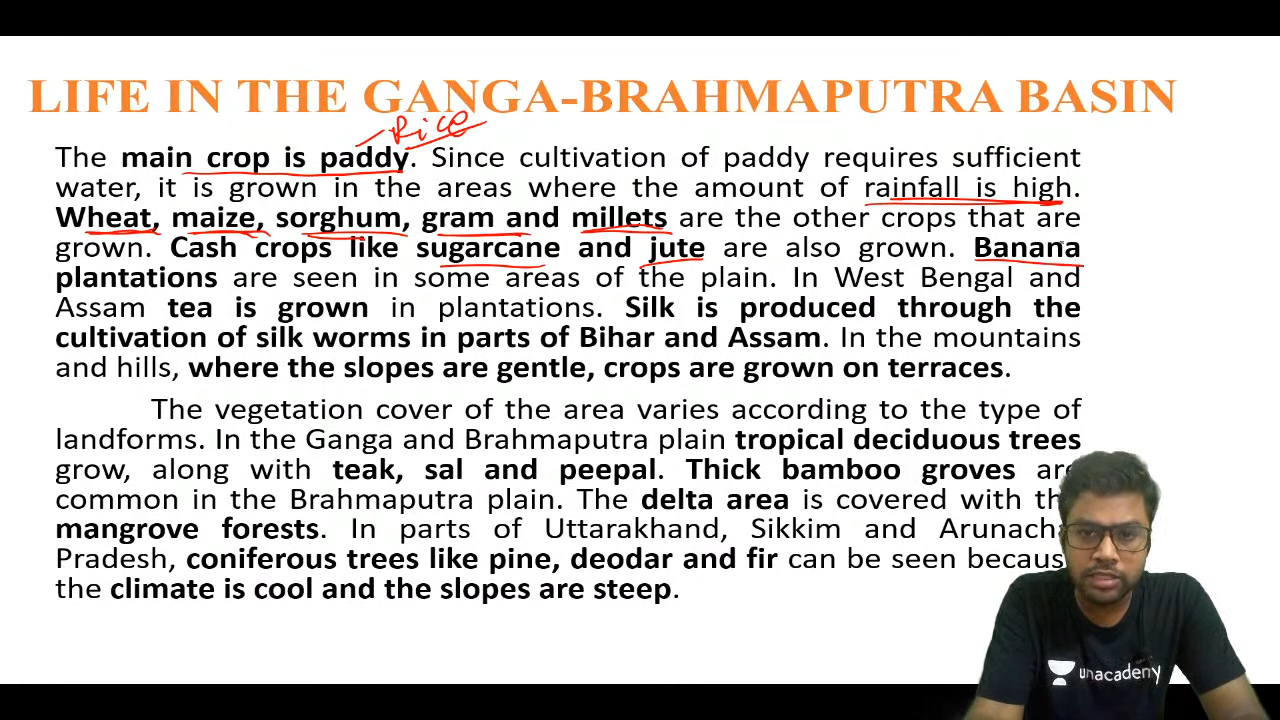 LIFE IN THE GANGA-BRAHMAPUTRA BASIN
Rice
The main crop is paddy. Since cultivation of paddy requires sufficient
water, it is grown in the areas where the amount of rainfall is high.
Wheat, maize, sorghum, gram and millets are the other crops that are
grown. Cash crops like sugarcane and jute are also grown. Banana
plantations are seen in some areas of the plain. In West Bengal and
Assam tea is grown in plantations. Silk is produced through the
cultivation of silk worms in parts of Bihar and Assam. In the mountains
and hills, where the slopes are gentle, crops are grown on terraces.
The vegetation cover of the area varies according to the type of
landforms. In the Ganga and Brahmaputra plain tropical deciduous trees
grow, along with teak, sal and peepal. Thick bamboo groves are
common in the Brahmaputra plain. The delta area is covered with th
mangrove forests. In parts of Uttarakhand, Sikkim and Arunacha
Pradesh, coniferous trees like pine, deodar and fir can be seen becaus
the climate is cool and the slopes are steep.
unacademy